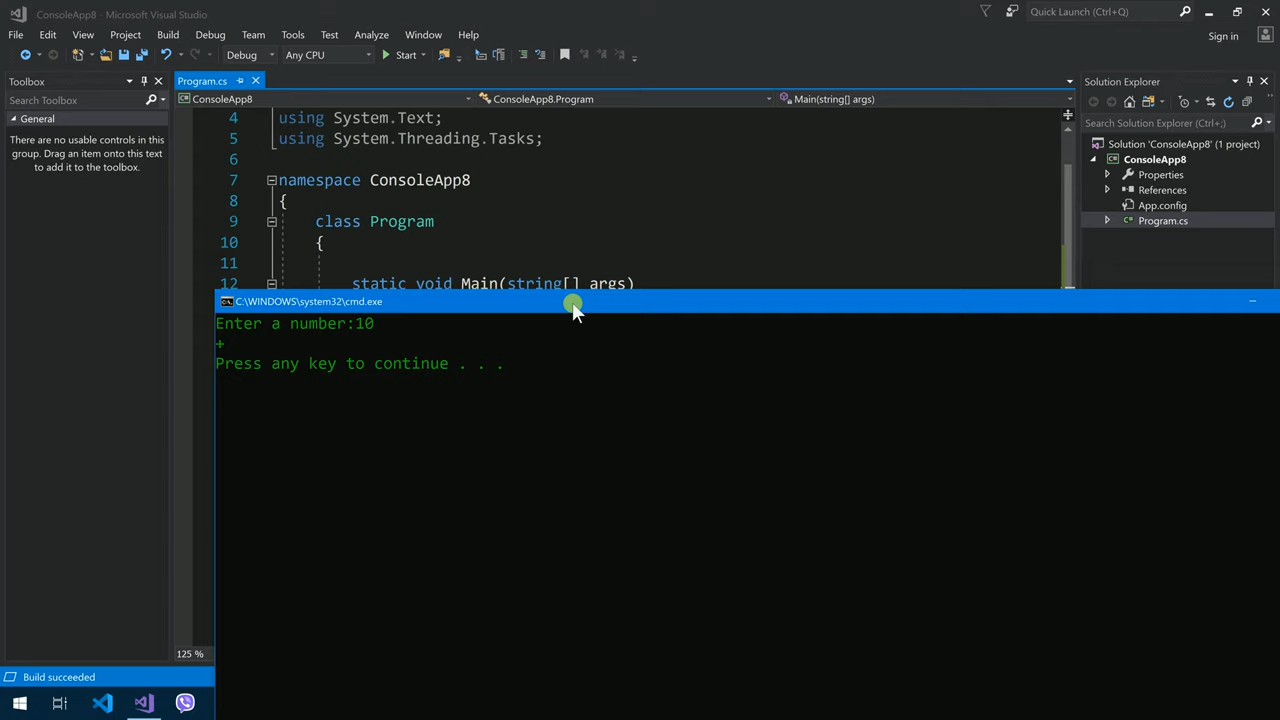 ConsoleApp8 - Microsoft Visual Studio
Quick Launch (Ctrl+Q)
File Edit View Project Build Debug Team Tools Test Analyze Window Help
Sign in
Debug Any CPU Start
Toolbox
Program.cs
Solution Explorer
Search Toolbox
ConsoleApp8 ConsoleApp8.Program Main(string[] args)
Search Solution Explorer (Ctrl+;)
General
There are no usable controls in this
group. Drag an item onto this text
to add it to the toolbox.
4 using System.Text;
5 using System.Threading.Tasks;
6
7 namespace ConsoleApp8
8 {
9 class Program
10 {
11
12 static void Main(string[] args)
Solution 'ConsoleApp8' (1 project)
ConsoleApp8
Properties
References
App.config
Program.cs
C:\WINDOWS\system32\cmd.exe
Enter a number:10
+
Press any key to continue . . .
125 %
Build succeeded